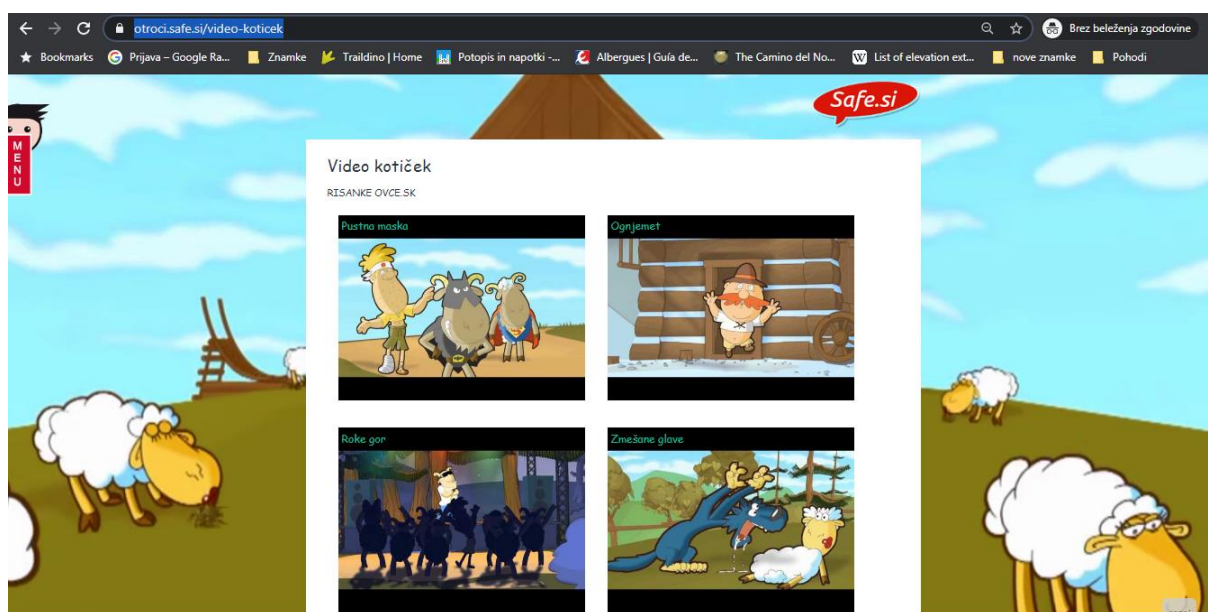 otroci.safe.si/video-koticek
Brez beleženja zgodovine
Bookmarks
Prijava – Google Ra...
Znamke
Traildino | Home
Potopis in napotki -...
Albergues | Guía de...
The Camino del No...
List of elevation ext...
nove znamke
Pohodi
Safe.si
MENU
Video kotiček
RISANKE OVCE.SK
Pustna maska
Ognjemet
Roke gor
Zmešane glave